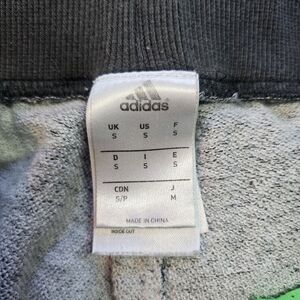 adidas
UK US F
S S S
D I E
S S S
CDN J
S/P M
MADE IN CHINA
INSIDE OUT